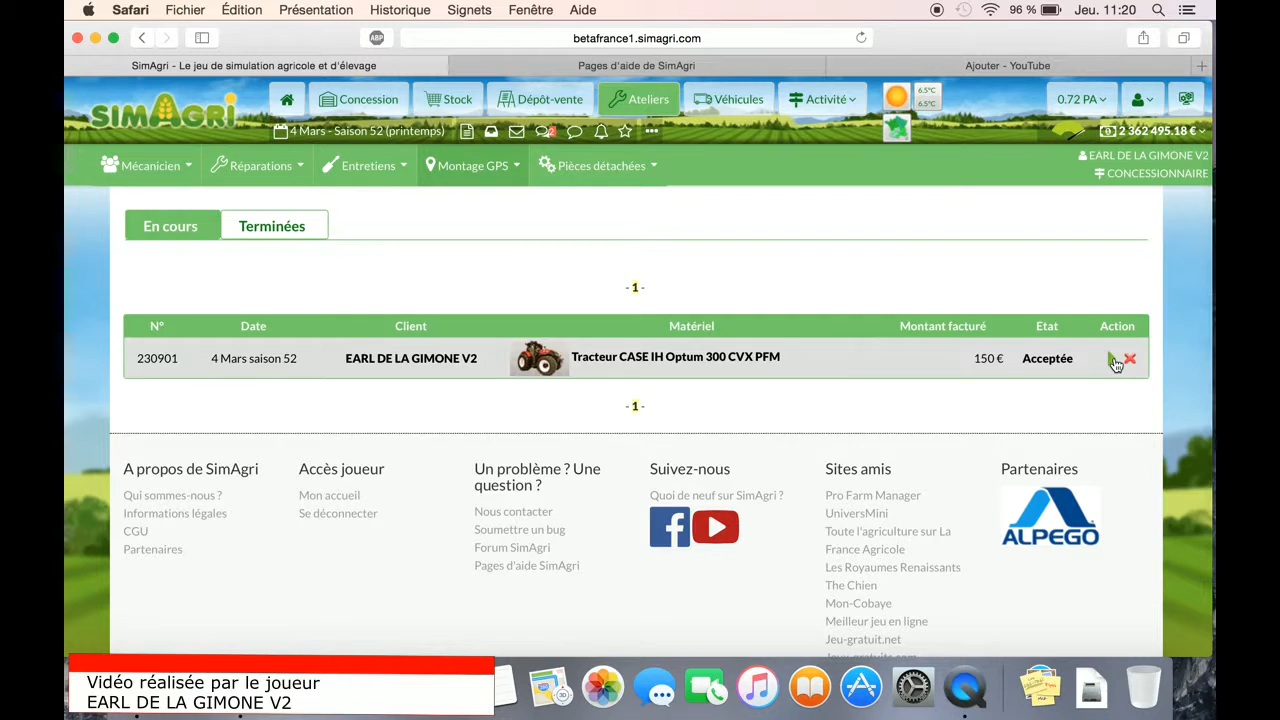 Safari Fichier Édition Présentation Historique Signets Fenêtre Aide 96 % Jeu. 11:20
ABP betafrance1.simagri.com
SimAgri - Le jeu de simulation agricole et d'élevage Pages d'aide de SimAgri Ajouter - YouTube
SIMAGRI Concession Stock Dépôt-vente Ateliers Véhicules Activité 6.5°C 6.5°C 0.72 PA
4 Mars - Saison 52 (printemps) 2 2 362 495.18 €
Mécanicien Réparations Entretiens Montage GPS Pièces détachées
EARL DE LA GIMONE V2
CONCESSIONNAIRE
En cours Terminées
- 1 -
N° Date Client Matériel Montant facturé Etat Action
230901 4 Mars saison 52 EARL DE LA GIMONE V2 Tracteur CASE IH Optum 300 CVX PFM 150 € Acceptée
- 1 -
A propos de SimAgri
Qui sommes-nous ?
Informations légales
CGU
Partenaires
Accès joueur
Mon accueil
Se déconnecter
Un problème ? Une
question ?
Nous contacter
Soumettre un bug
Forum SimAgri
Pages d'aide SimAgri
Suivez-nous
Quoi de neuf sur SimAgri ?
Sites amis
Pro Farm Manager
UniversMini
Toute l'agriculture sur La
France Agricole
Les Royaumes Renaissants
The Chien
Mon-Cobaye
Meilleur jeu en ligne
Jeu-gratuit.net
Jeux-gratuits.com
Partenaires
ALPEGO
Vidéo réalisée par le joueur
EARL DE LA GIMONE V2